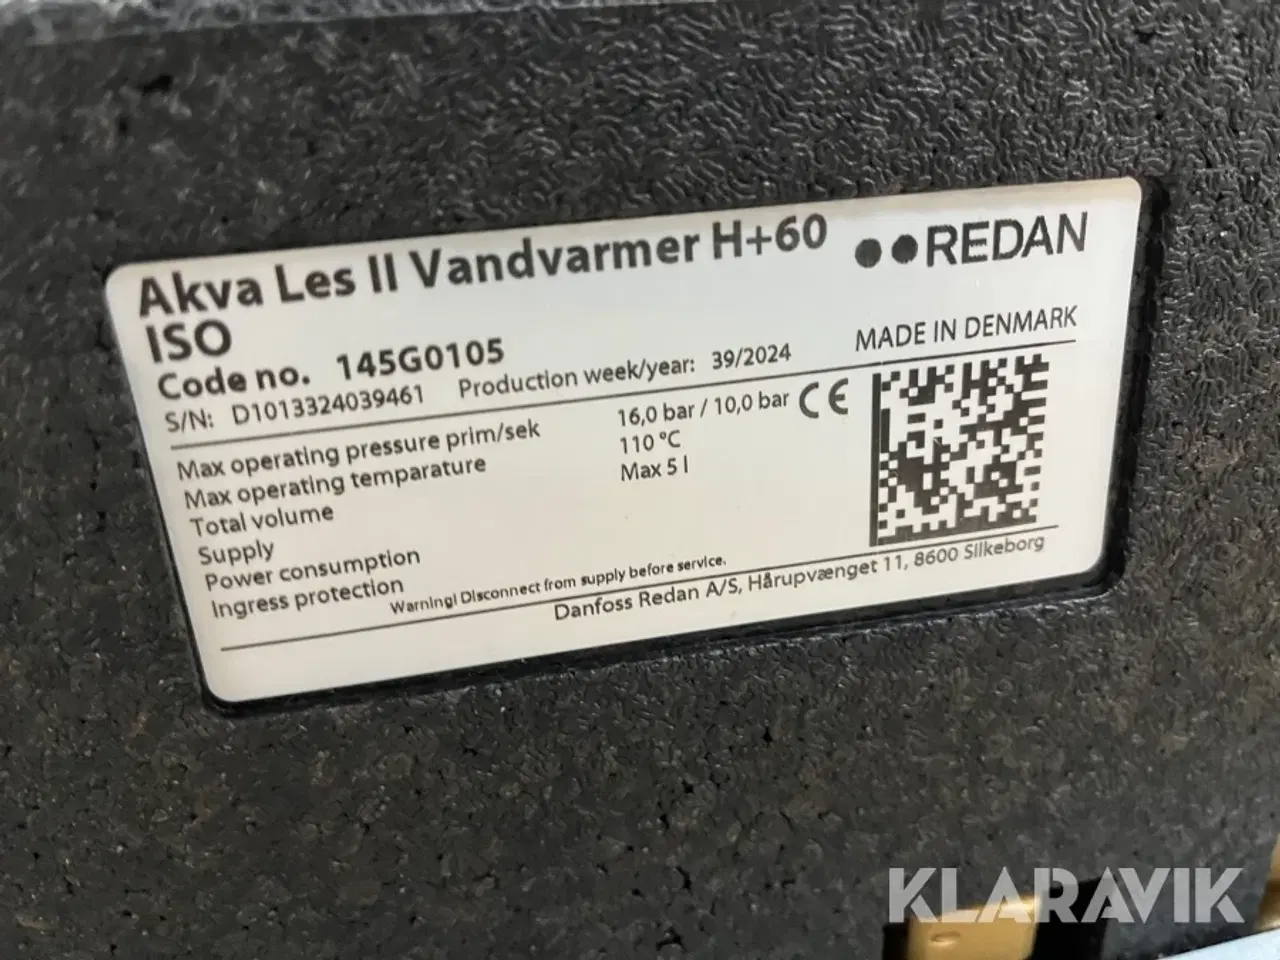 Akva Les II Vandvarmer H+60
ISO
REDAN
Code no. 145G0105
MADE IN DENMARK
S/N: D1013324039461 Production week/year: 39/2024
Max operating pressure prim/sek 16,0 bar / 10,0 bar CE
Max operating temparature 110 °C
Total volume Max 5 l
Supply
Power consumption
Ingress protection
Warning! Disconnect from supply before service.
Danfoss Redan A/S, Hårupvænget 11, 8600 Silkeborg
KLARAVIK